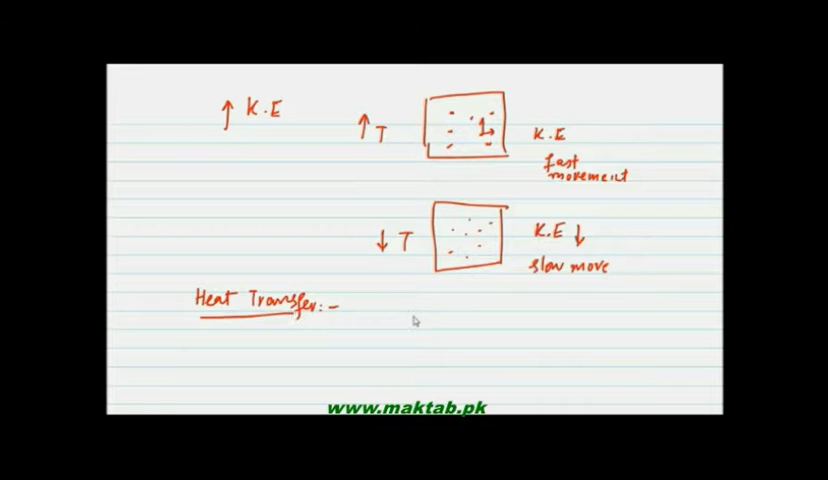 ↑ K.E
↑ T
K.E
fast
movement
↓ T
K.E ↓
slow move
Heat Transfer:-
www.maktab.pk